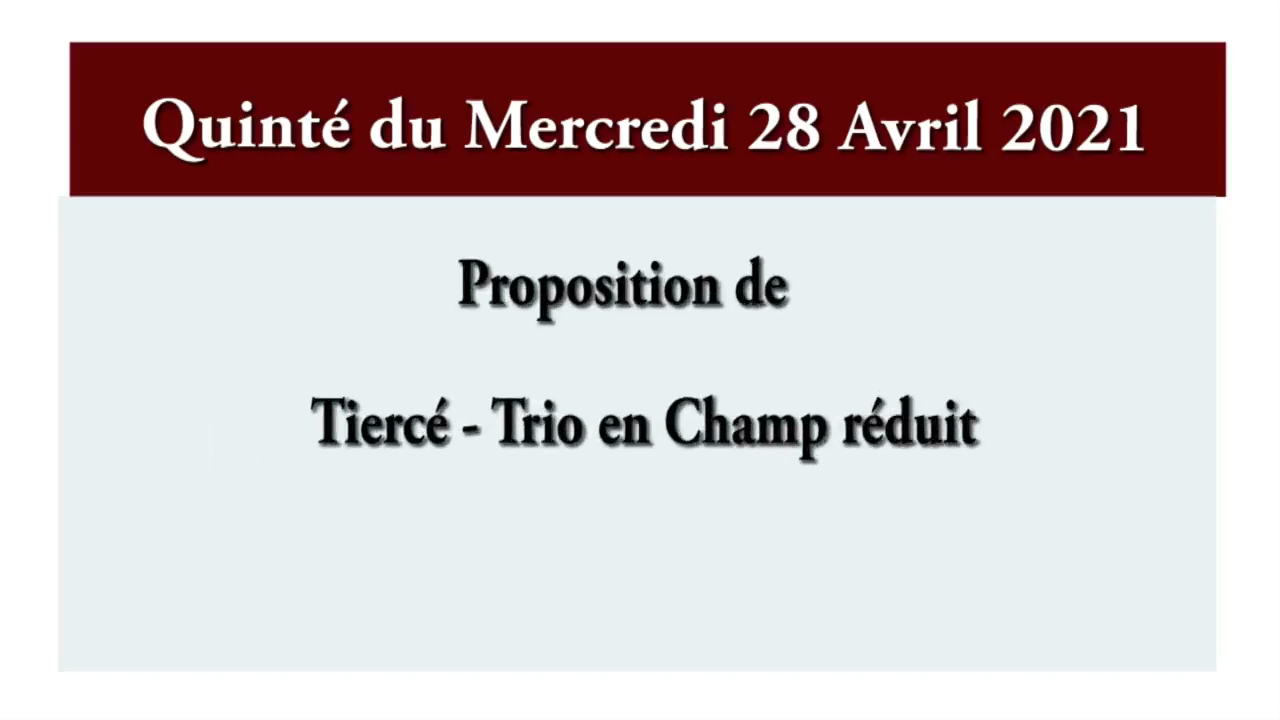 Quinté du Mercredi 28 Avril 2021
Proposition de
Tiercé - Trio en Champ réduit